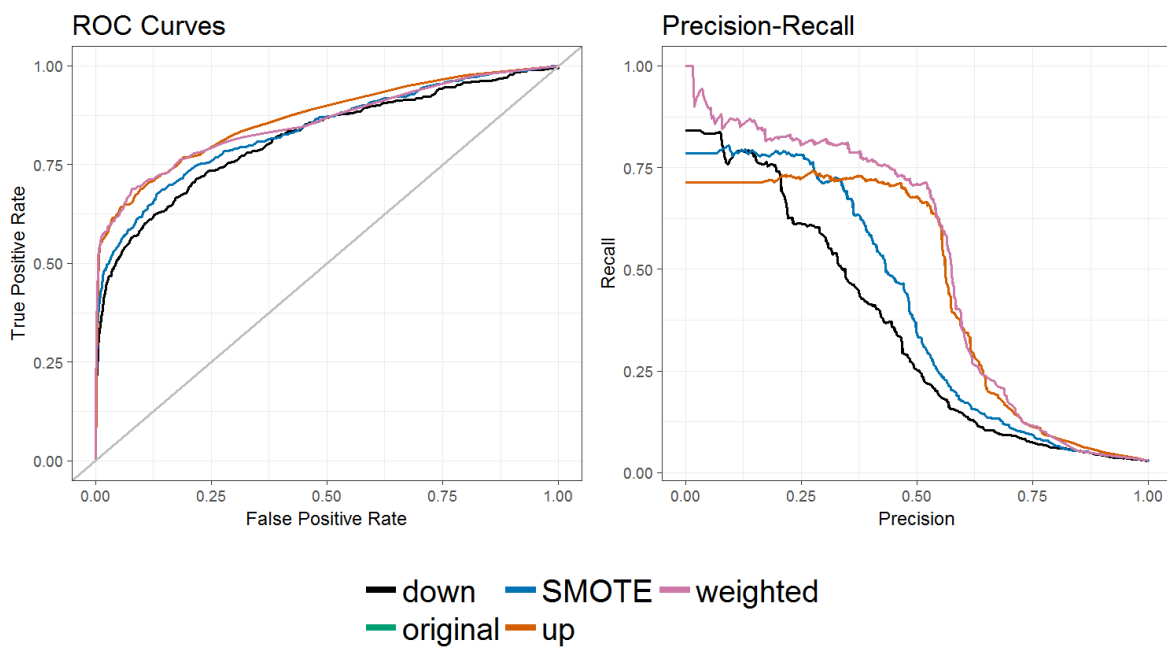 ROC Curves
1.00
0.75
0.50
0.25
0.00
True Positive Rate
0.00 0.25 0.50 0.75 1.00
False Positive Rate
Precision-Recall
1.00
0.75
0.50
0.25
0.00
Recall
0.00 0.25 0.50 0.75 1.00
Precision
down SMOTE weighted
original up